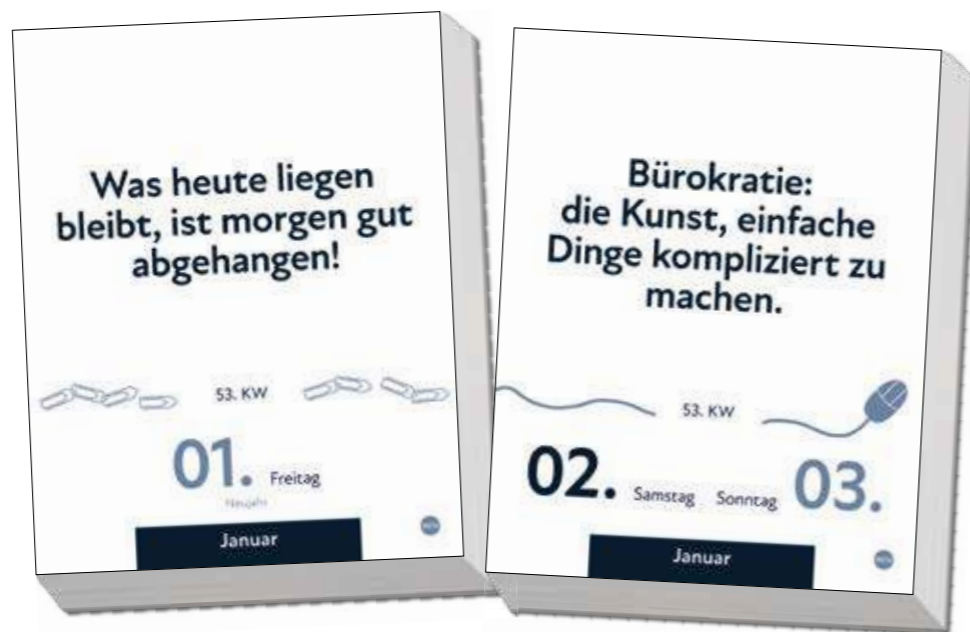 Was heute liegen
bleibt, ist morgen gut
abgehangen!
53. KW
01. Freitag
Neujahr
Januar
Bürokratie:
die Kunst, einfache
Dinge kompliziert zu
machen.
53. KW
02. Samstag Sonntag 03.
Januar